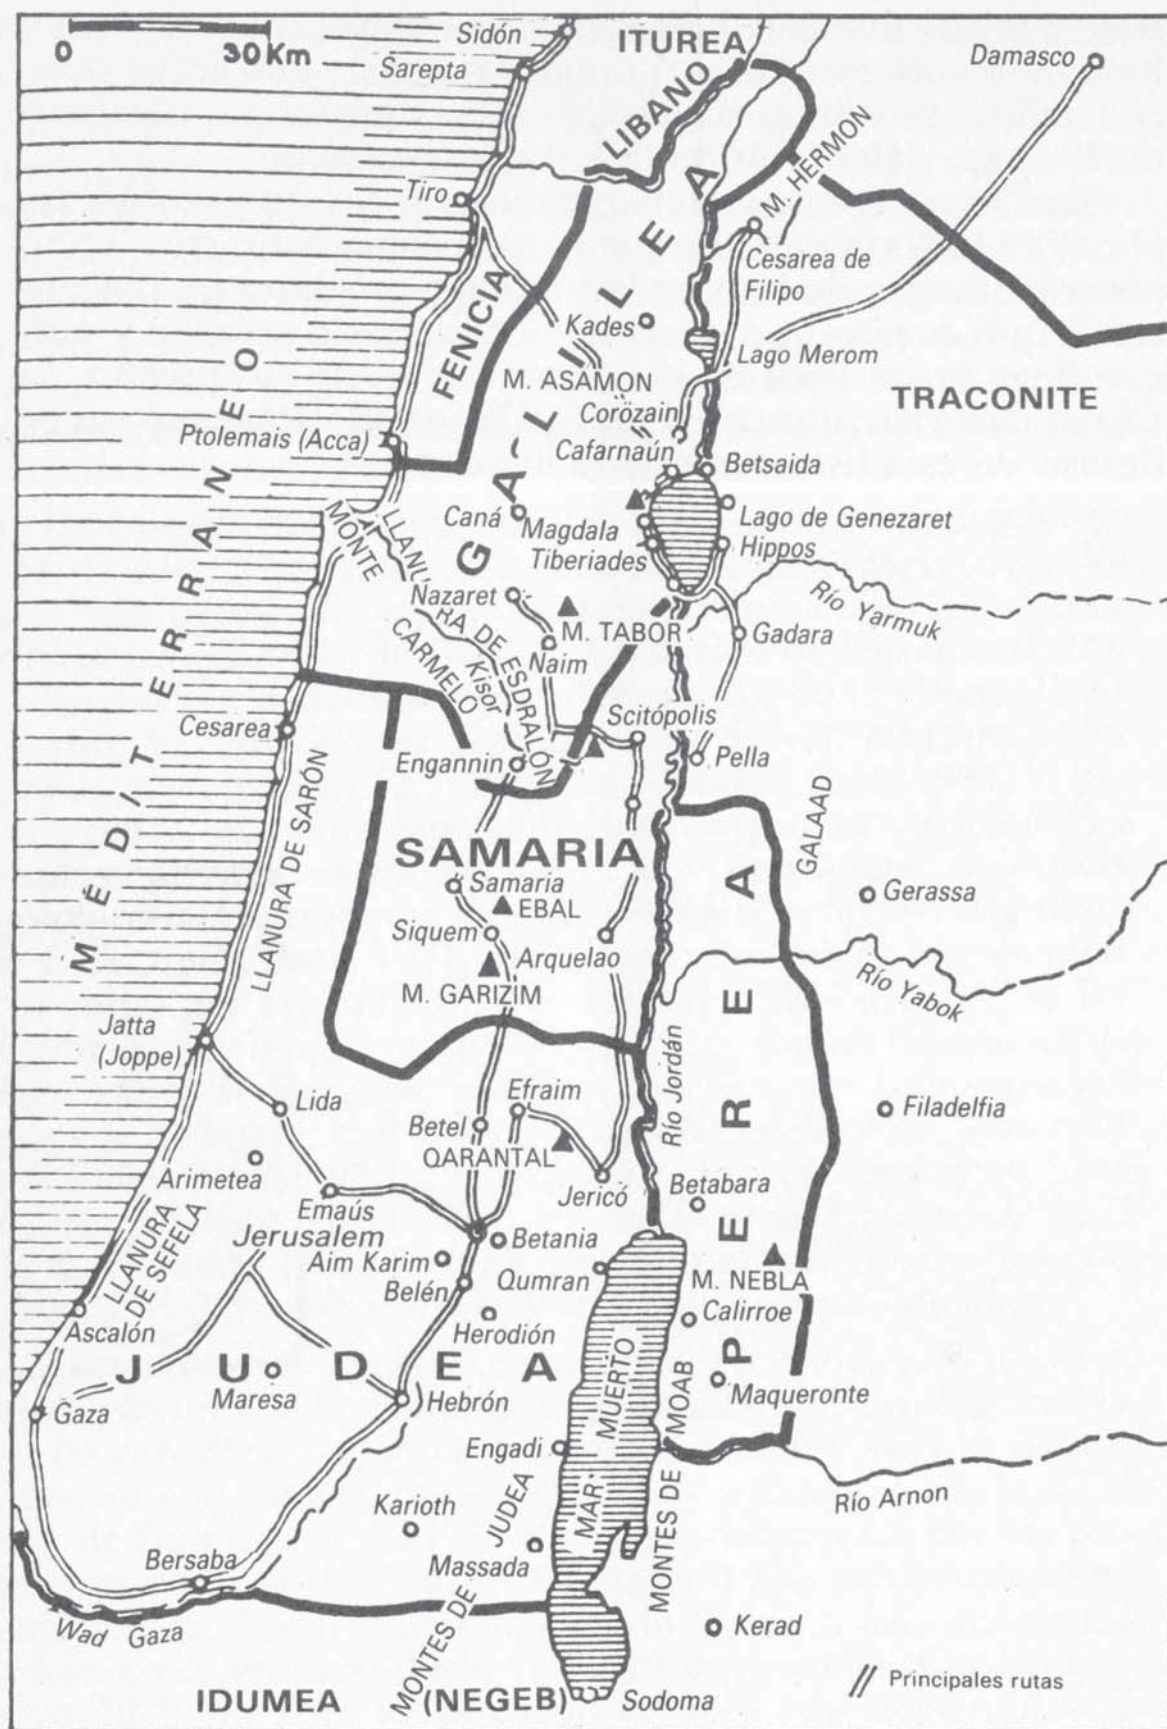 0 30 Km
Sidón
ITUREA
Damasco
Sarepta
LIBANO
M. HERMON
Tiro
Cesarea de
Filipo
FENICIA
GALILEA
Kades
Lago Merom
M. ASAMON
TRACONITE
Corözain
Ptolemais (Acca)
Cafarnaún
Betsaida
MEDITERRANEO
Caná
Magdala
Lago de Genezaret
Tiberiades
Hippos
MONTE
CARMELO
LLANURA DE ESDRALÓN
Kisor
Nazaret
M. TABOR
Río Yarmuk
Gadara
Naim
Cesarea
Scitópolis
Engannin
Pella
LLANURA DE SARÓN
GALAAD
SAMARIA
Samaria
EBAL
Gerassa
Siquem
Arquelao
M. GARIZIM
Río Yabok
Jatta
(Joppe)
Río Jordán
PEREA
Lida
Efraim
Filadelfia
Betel
QARANTAL
Arimetea
Jericó
Betabara
Emaús
LLANURA
DE SEFELA
Jerusalem
Betania
Aim Karim
Qumran
M. NEBLA
Belén
Calirroe
Ascalón
Herodión
JUDEA
Maresa
Hebrón
Maqueronte
Gaza
MAR MUERTO
MONTES DE MOAB
Engadi
Río Arnon
Karioth
MONTES DE JUDEA
Massada
Bersaba
Wad Gaza
Kerad
IDUMEA (NEGEB)
Sodoma
// Principales rutas